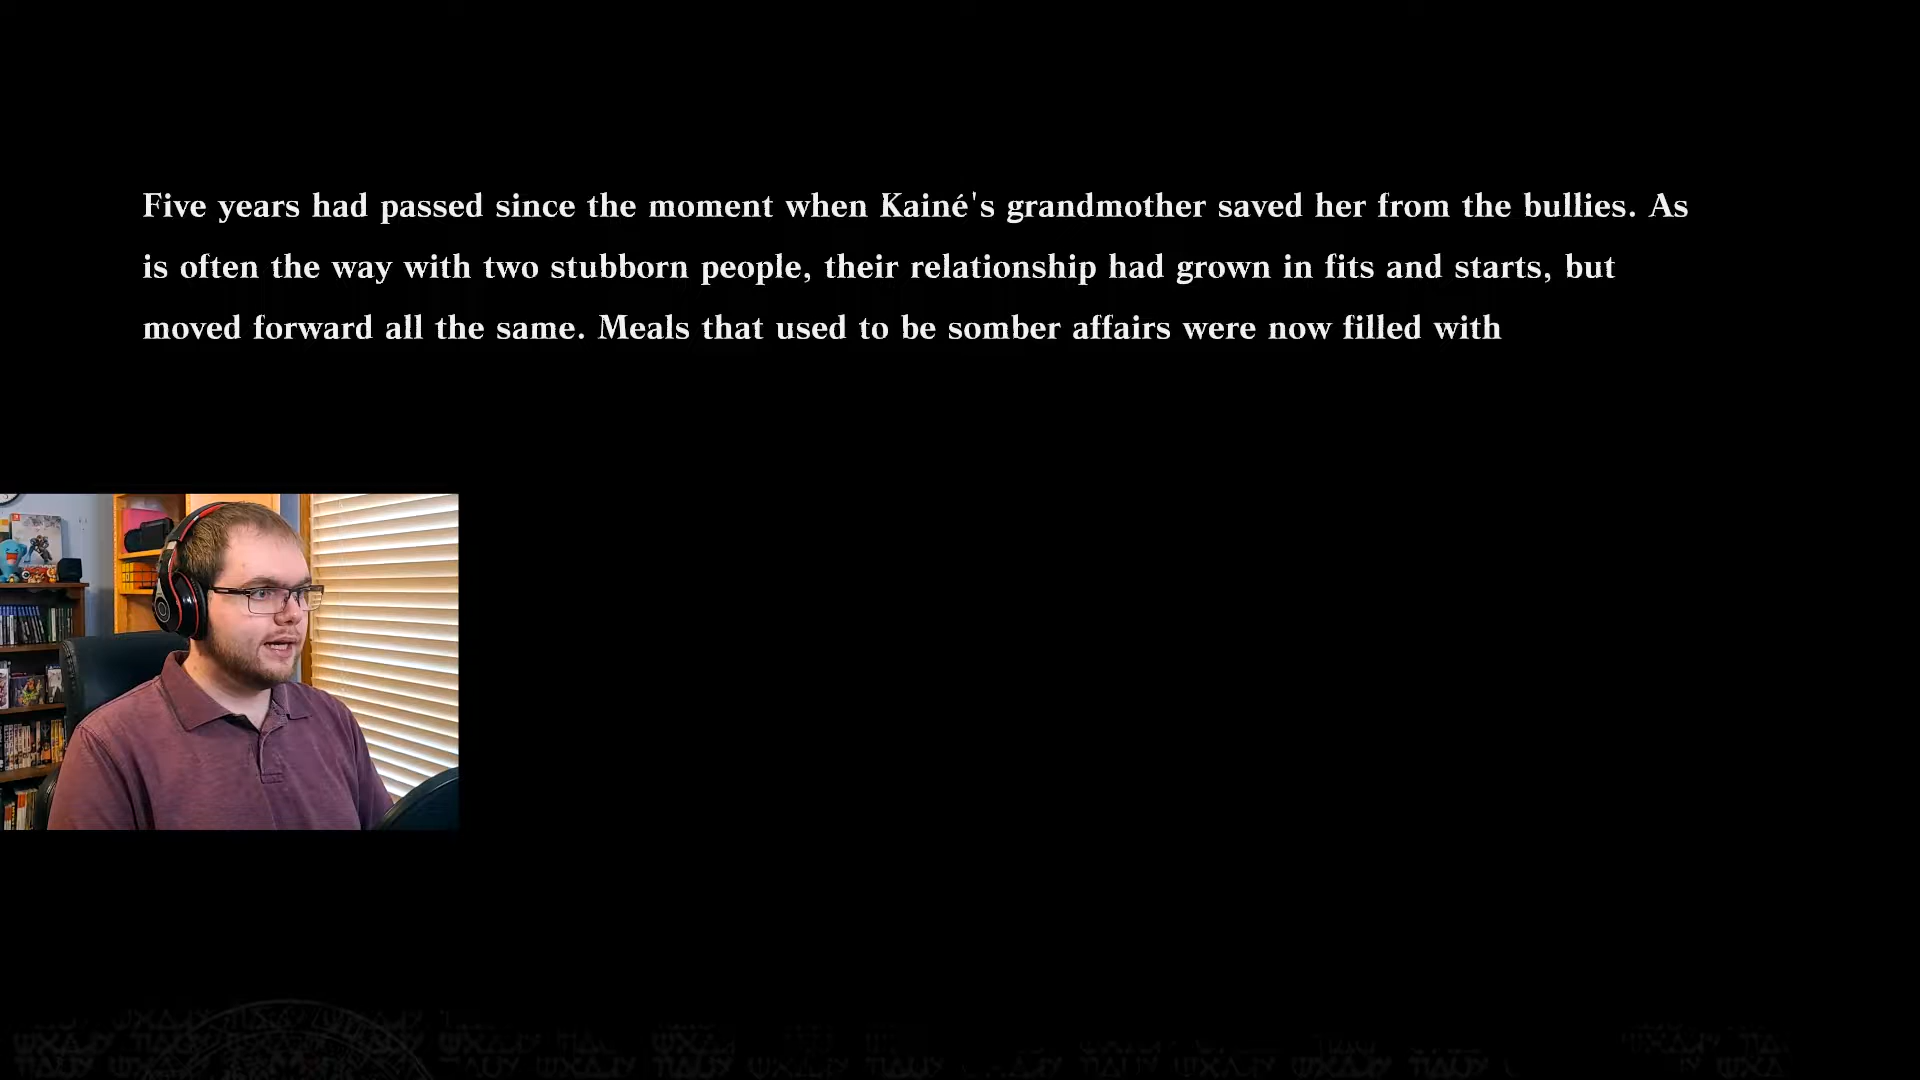 Five years had passed since the moment when Kainé's grandmother saved her from the bullies. As
is often the way with two stubborn people, their relationship had grown in fits and starts, but
moved forward all the same. Meals that used to be somber affairs were now filled with